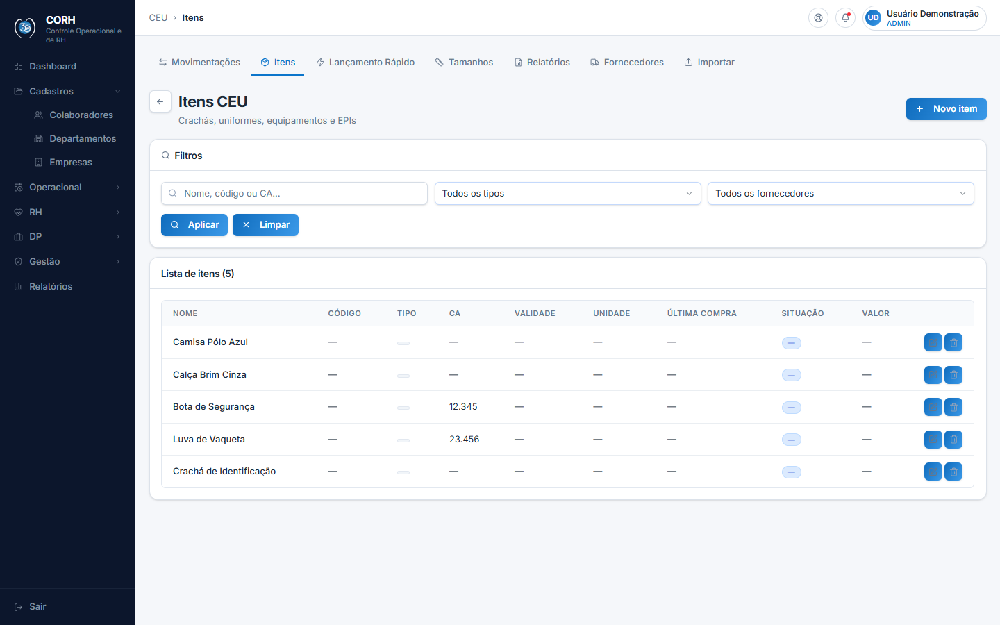 CORH
Controle Operacional e
de RH
Dashboard
Cadastros
Colaboradores
Departamentos
Empresas
Operacional
RH
DP
Gestão
Relatórios
Sair
CEU > Itens
UD
Usuário Demonstração
ADMIN
Movimentações Itens Lançamento Rápido Tamanhos Relatórios Fornecedores Importar
Itens CEU
Crachás, uniformes, equipamentos e EPIs
Novo item
Filtros
Nome, código ou CA... Todos os tipos Todos os fornecedores
Aplicar Limpar
Lista de itens (5)
NOME CÓDIGO TIPO CA VALIDADE UNIDADE ÚLTIMA COMPRA SITUAÇÃO VALOR
Camisa Pólo Azul — — — — — — —
Calça Brim Cinza — — — — — — —
Bota de Segurança — 12.345 — — — — —
Luva de Vaqueta — 23.456 — — — — —
Crachá de Identificação — — — — — — —